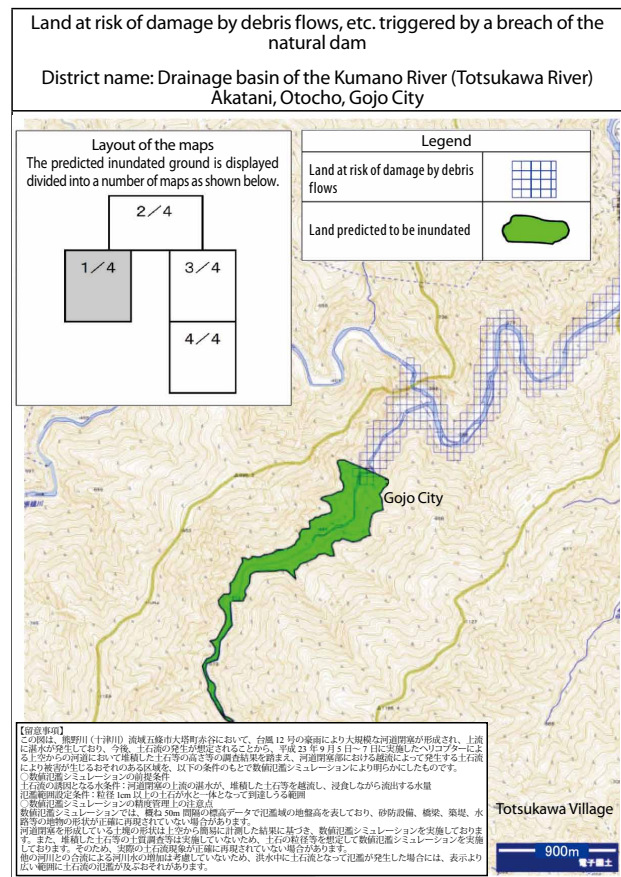 Land at risk of damage by debris flows, etc. triggered by a breach of the
natural dam
District name: Drainage basin of the Kumano River (Totsukawa River)
Akatani, Otocho, Gojo City
Layout of the maps
The predicted inundated ground is displayed
divided into a number of maps as shown below.
2/4
1/4
3/4
4/4
Legend
Land at risk of damage by debris
flows
Land predicted to be inundated
Gojo City
Totsukawa Village
900m
電子國土
【留意事項】
この図は、熊野川（十津川）流域五條市大塔町赤谷において、台風12号の豪雨により大規模な河道閉塞が形成され、上流
に湛水が発生しており、今後、土石流の発生が想定されることから、平成23年9月5日～7日に実施したヘリコプターによ
る上空からの河道において堆積した土石等の高さ等の調査結果を踏まえ、河道閉塞部における越流によって発生する土石流
により被害が生じるおそれのある区域を、以下の条件のもとで数値氾濫シミュレーションにより明らかにしたものです。
〇数値氾濫シミュレーションの前提条件
土石流の誘因となる水条件：河道閉塞の上流の湛水が、堆積した土石等を越流し、浸食しながら流出する水量
氾濫範囲設定条件：粒径1cm以上の土石が水と一体となって到達しうる範囲
〇数値氾濫シミュレーションの精度管理上の注意点
数値氾濫シミュレーションでは、概ね50m間隔の標高データで氾濫域の地盤高を表しており、砂防設備、橋梁、築堤、水
路等の地物の形状が正確に再現されていない場合があります。
河道閉塞を形成している土塊の形状は上空から簡易に計測した結果に基づき、数値氾濫シミュレーションを実施しておりま
す。また、堆積した土石等の土質調査等は実施していないため、土石の粒径等を想定して数値氾濫シミュレーションを実施
しております。そのため、実際の土石流現象が正確に再現されていない場合があります。
他の河川との合流による河川水の増加は考慮していないため、洪水中に土石流となって氾濫が発生した場合には、表示より
広い範囲に土石流の氾濫が及ぶおそれがあります。